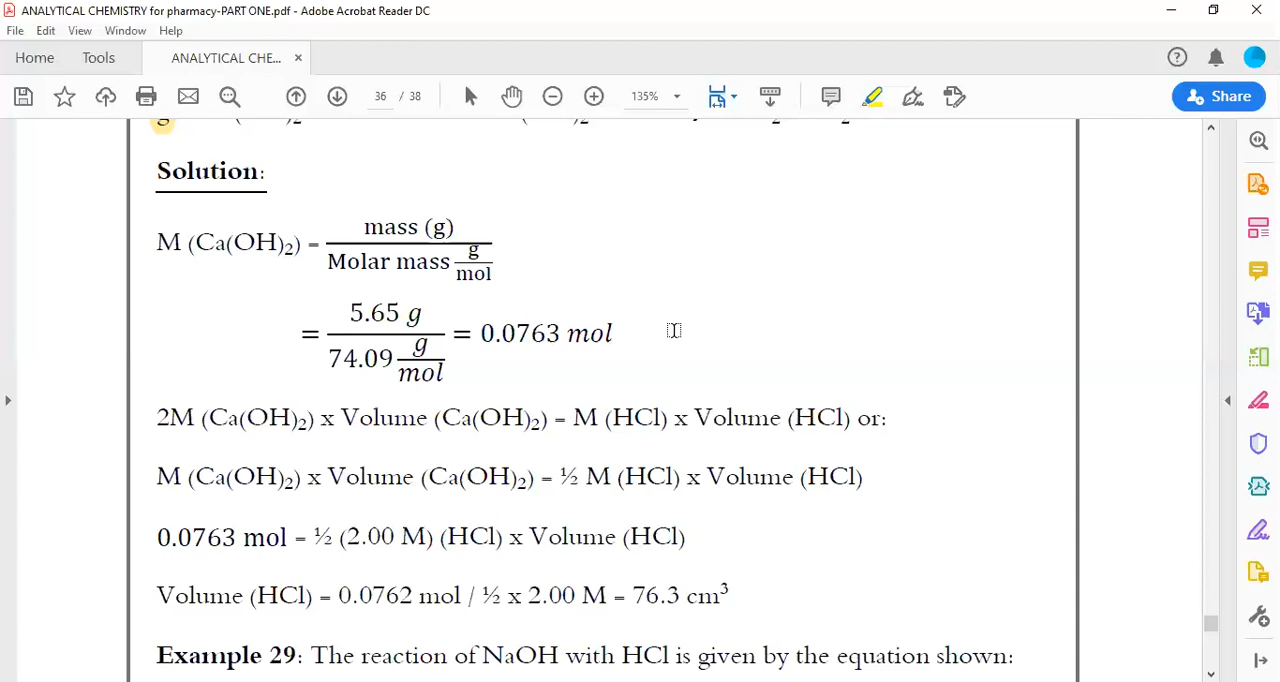 ANALYTICAL CHEMISTRY for pharmacy-PART ONE.pdf - Adobe Acrobat Reader DC
File Edit View Window Help
Home Tools ANALYTICAL CHE... ×
36 / 38 135% Share
Solution:
M (Ca(OH)₂) = mass (g) / Molar mass g/mol
= 5.65 g / 74.09 g/mol = 0.0763 mol
2M (Ca(OH)₂) x Volume (Ca(OH)₂) = M (HCl) x Volume (HCl) or:
M (Ca(OH)₂) x Volume (Ca(OH)₂) = ½ M (HCl) x Volume (HCl)
0.0763 mol = ½ (2.00 M) (HCl) x Volume (HCl)
Volume (HCl) = 0.0762 mol / ½ x 2.00 M = 76.3 cm³
Example 29: The reaction of NaOH with HCl is given by the equation shown: